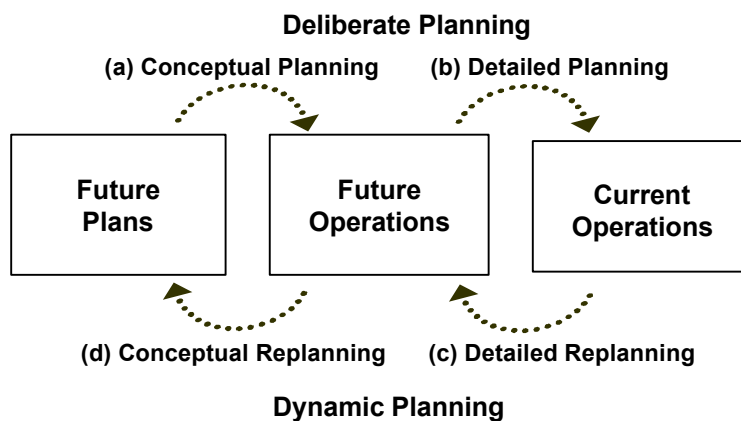 Deliberate Planning
(a) Conceptual Planning
(b) Detailed Planning
Future
Plans
Future
Operations
Current
Operations
(d) Conceptual Replanning
(c) Detailed Replanning
Dynamic Planning